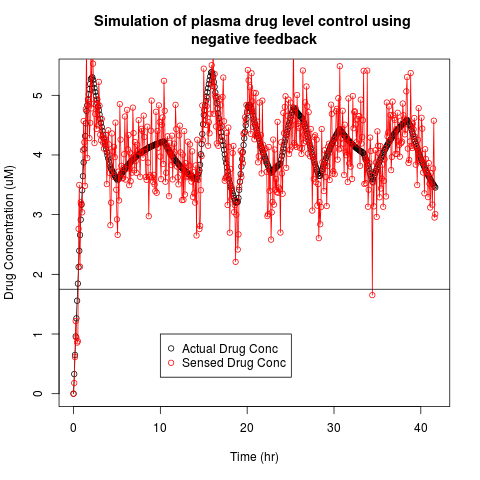 Simulation of plasma drug level control using
negative feedback
Drug Concentration (uM)
5
4
3
2
1
0
Actual Drug Conc
Sensed Drug Conc
0 10 20 30 40
Time (hr)